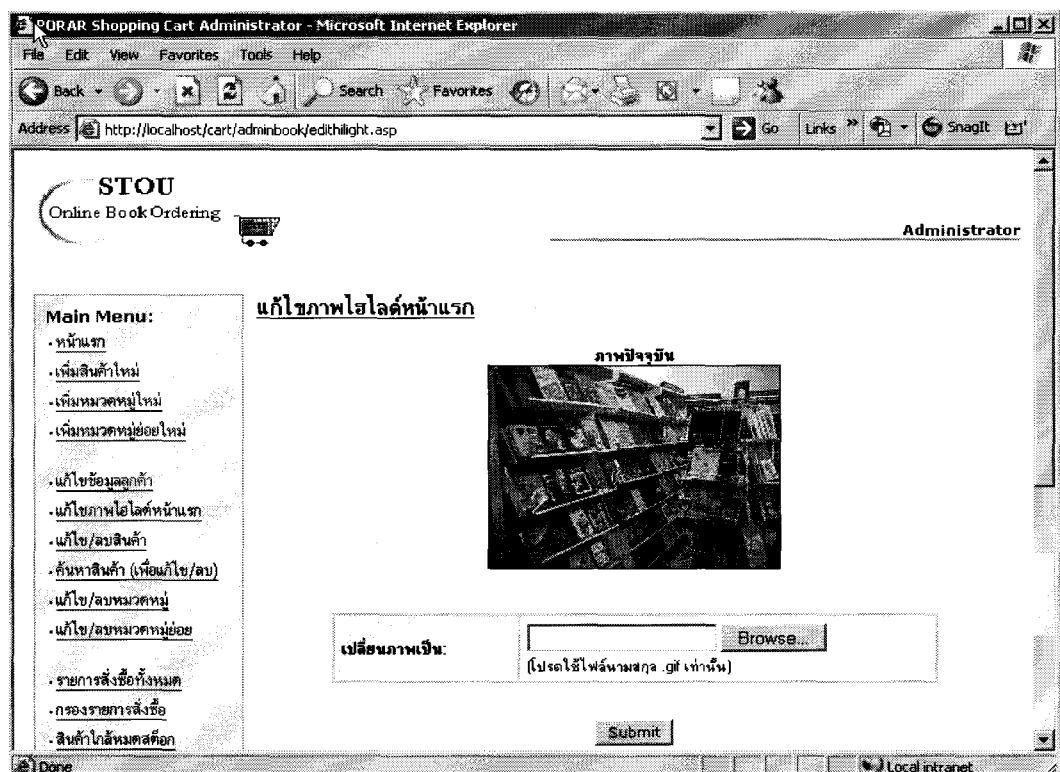 PORAR Shopping Cart Administrator - Microsoft Internet Explorer
File Edit View Favorites Tools Help
Back Search Favorites
Address http://localhost/cart/adminbook/edithilight.asp Go Links » SnagIt
STOU
Online Book Ordering
Administrator
Main Menu:
หน้าแรก
เพิ่มสินค้าใหม่
เพิ่มหมวดหมู่ใหม่
เพิ่มหมวดหมู่ย่อยใหม่
แก้ไขข้อมูลลูกค้า
แก้ไขภาพไฮไลต์หน้าแรก
แก้ไข/ลบสินค้า
ค้นหาสินค้า (เพื่อแก้ไข/ลบ)
แก้ไข/ลบหมวดหมู่
แก้ไข/ลบหมวดหมู่ย่อย
รายการสั่งซื้อทั้งหมด
กรองรายการสั่งซื้อ
สินค้าใกล้หมดสต็อก
แก้ไขภาพไฮไลต์หน้าแรก
ภาพปัจจุบัน
เปลี่ยนภาพเป็น: Browse...
(โปรดใช้ไฟล์นามสกุล .gif เท่านั้น)
Submit
Done Local intranet